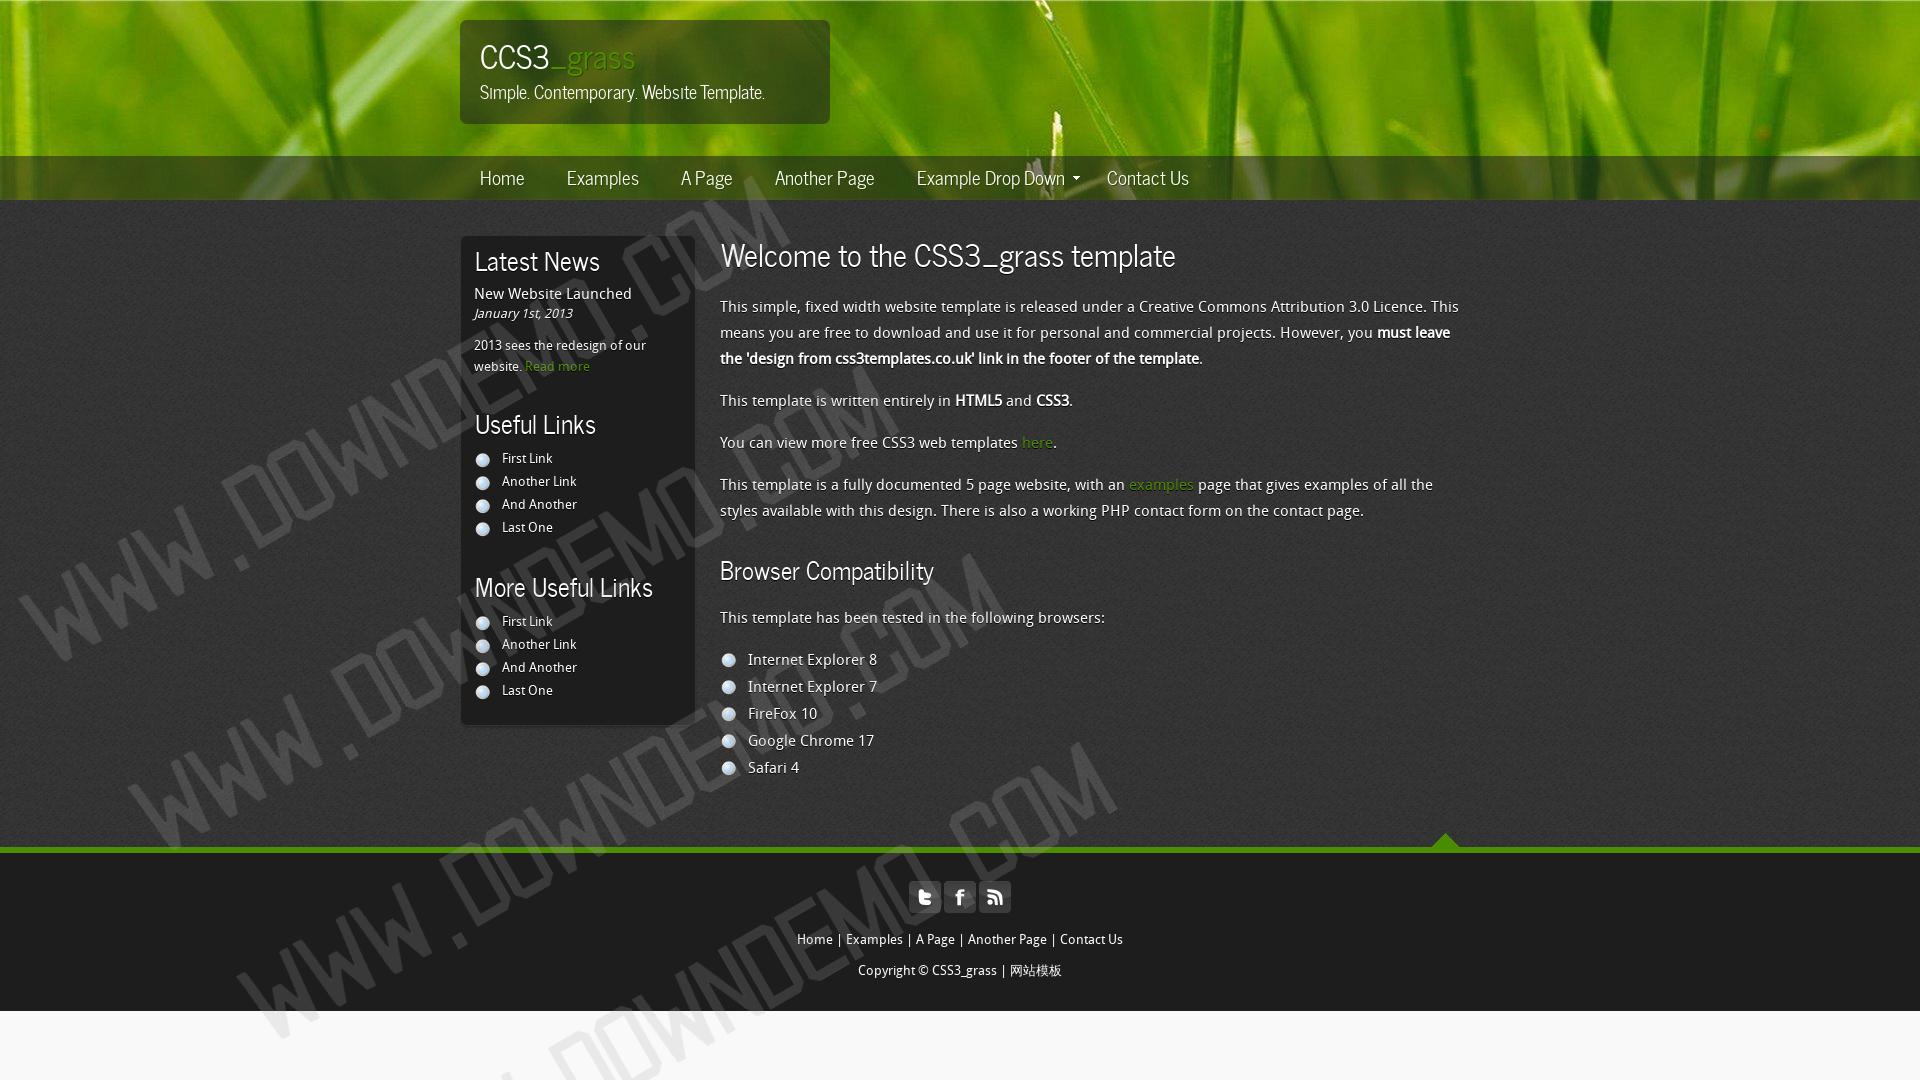 CCS3_grass
Simple. Contemporary. Website Template.
Home
Examples
A Page
Another Page
Example Drop Down
Contact Us
Latest News
New Website Launched
January 1st, 2013
2013 sees the redesign of our
website. Read more
Useful Links
First Link
Another Link
And Another
Last One
More Useful Links
First Link
Another Link
And Another
Last One
Welcome to the CSS3_grass template
This simple, fixed width website template is released under a Creative Commons Attribution 3.0 Licence. This
means you are free to download and use it for personal and commercial projects. However, you must leave
the 'design from css3templates.co.uk' link in the footer of the template.
This template is written entirely in HTML5 and CSS3.
You can view more free CSS3 web templates here.
This template is a fully documented 5 page website, with an examples page that gives examples of all the
styles available with this design. There is also a working PHP contact form on the contact page.
Browser Compatibility
This template has been tested in the following browsers:
Internet Explorer 8
Internet Explorer 7
FireFox 10
Google Chrome 17
Safari 4
Home | Examples | A Page | Another Page | Contact Us
Copyright © CSS3_grass | 网站模板
WWW.DOWNDEMO.COM
WWW.DOWNDEMO.COM
WWW.DOWNDEMO.COM
DOWNDEMO.COM